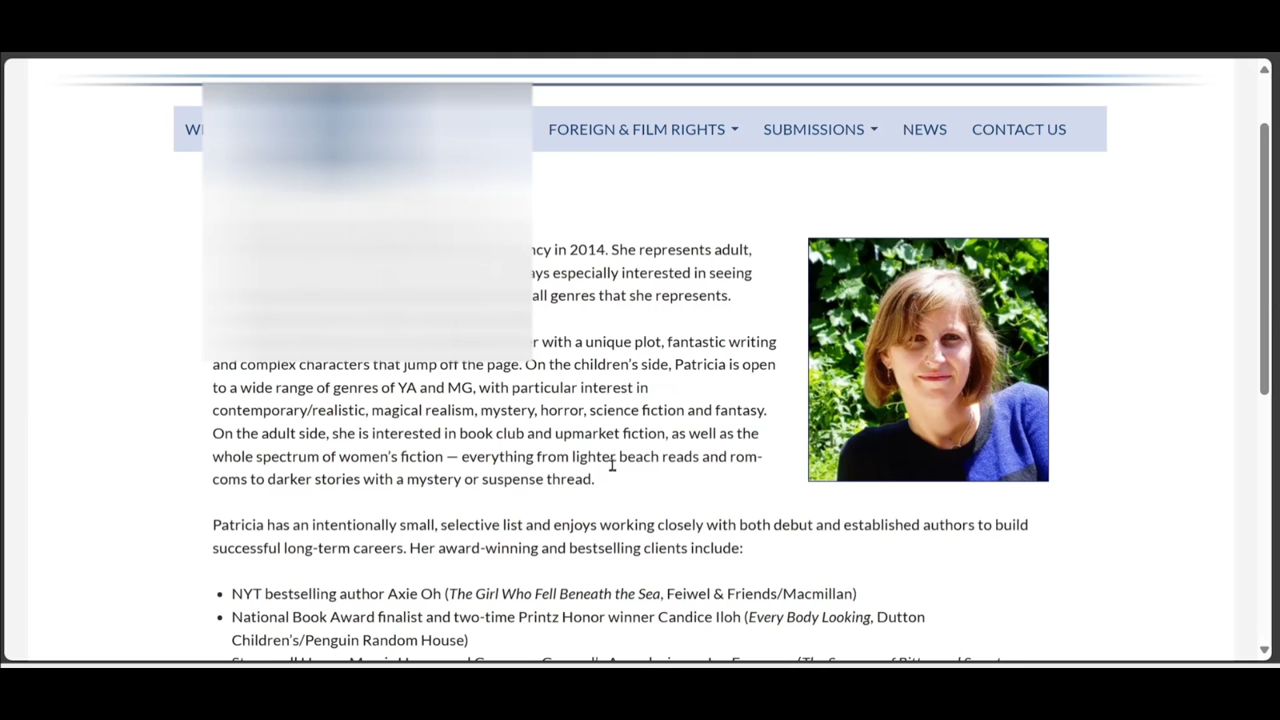 FOREIGN & FILM RIGHTS SUBMISSIONS NEWS CONTACT US
in 2014. She represents adult,
especially interested in seeing
all genres that she represents.
with a unique plot, fantastic writing
and complex characters that jump off the page. On the children's side, Patricia is open
to a wide range of genres of YA and MG, with particular interest in
contemporary/realistic, magical realism, mystery, horror, science fiction and fantasy.
On the adult side, she is interested in book club and upmarket fiction, as well as the
whole spectrum of women's fiction — everything from lighter beach reads and rom-
coms to darker stories with a mystery or suspense thread.
Patricia has an intentionally small, selective list and enjoys working closely with both debut and established authors to build
successful long-term careers. Her award-winning and bestselling clients include:
• NYT bestselling author Axie Oh (The Girl Who Fell Beneath the Sea, Feiwel & Friends/Macmillan)
• National Book Award finalist and two-time Printz Honor winner Candice Iloh (Every Body Looking, Dutton
Children's/Penguin Random House)